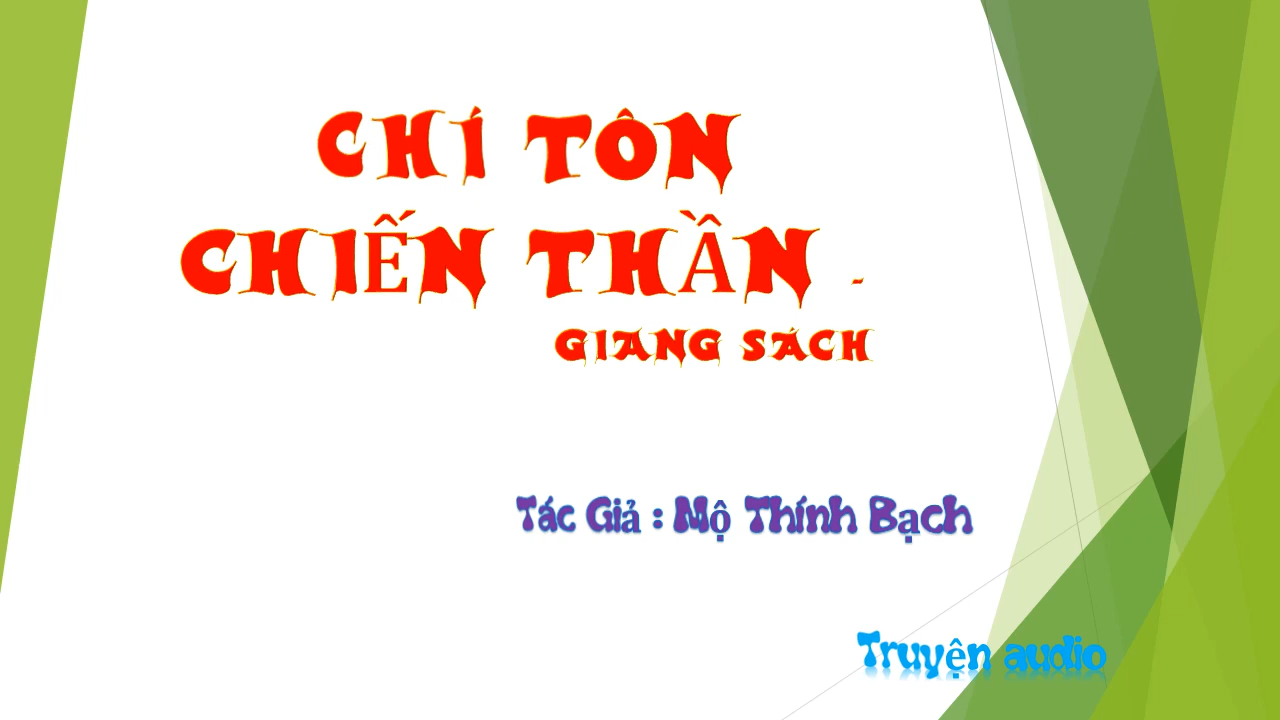 CHÍ TÔN
CHIẾN THẦN -
GIANG SÁCH
Tác Giả : Mộ Thính Bạch
Truyện audio